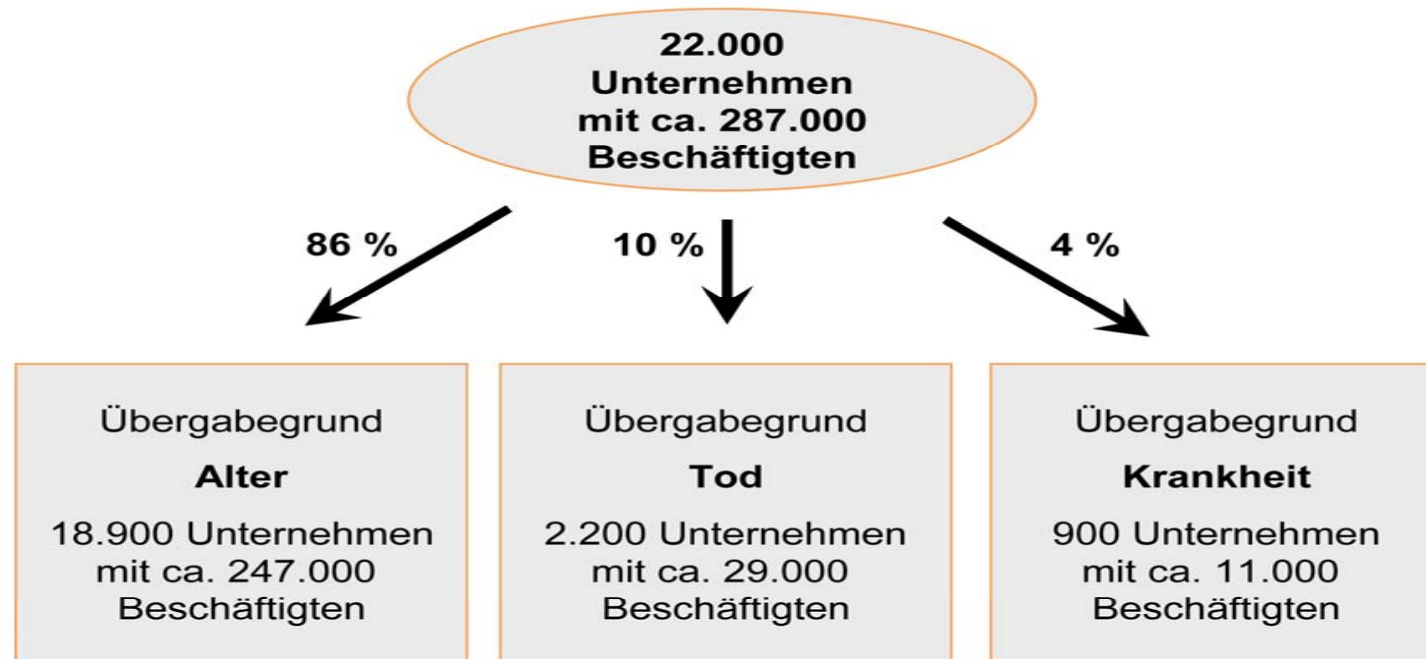 22.000
Unternehmen
mit ca. 287.000
Beschäftigten
86 %
10 %
4 %
Übergabegrund
Alter
18.900 Unternehmen
mit ca. 247.000
Beschäftigten
Übergabegrund
Tod
2.200 Unternehmen
mit ca. 29.000
Beschäftigten
Übergabegrund
Krankheit
900 Unternehmen
mit ca. 11.000
Beschäftigten